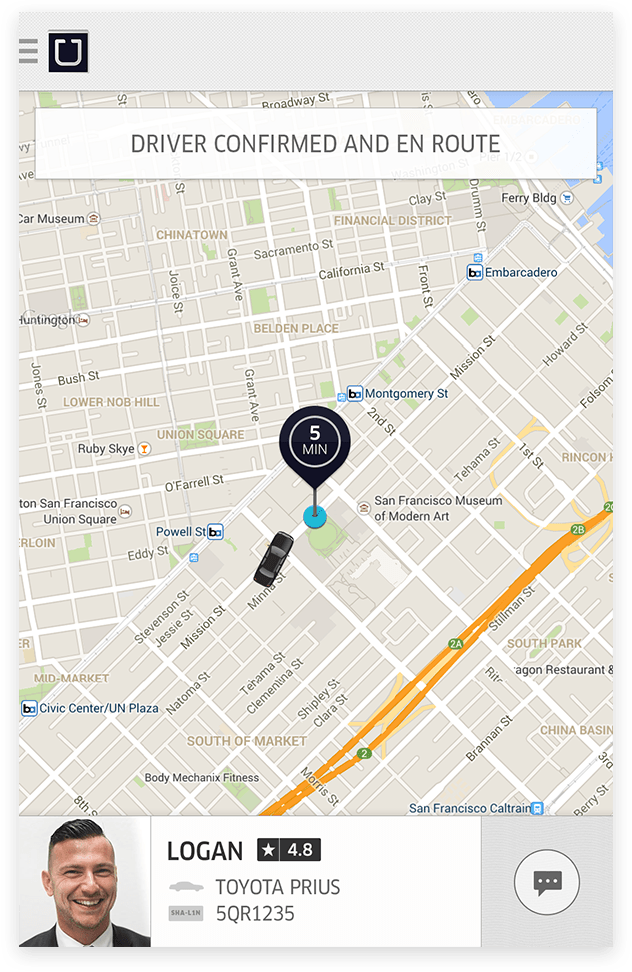 Broadway St
EMBARCADERO
DRIVER CONFIRMED AND EN ROUTE
Pier 1/2
Clay St
Drumm St
Ferry Bldg
Car Museum
FINANCIAL DISTRICT
CHINATOWN
Sacramento St
California St
Front St
Embarcadero
Joice St
Grant Ave
Huntington
BELDEN PLACE
Howard St
Mission St
Jones St
Bush St
Grant Ave
Montgomery St
Folsom S
LOWER NOB HILL
2nd St
UNION SQUARE
5
MIN
Ruby Skye
Tehama St
1st St
RINCON H
O'Farrell St
ton San Francisco
Union Square
San Francisco Museum
of Modern Art
2C
2B
Powell St
ERLOIN
Eddy St
Minna St
Stevenson St
Jessie St
Mission St
Stillman St
2A
SOUTH PARK
Tehama St
Clementina St
Natoma St
MID-MARKET
Shipley St
Clara St
Ritc
agon Restaurant &
Civic Center/UN Plaza
SOUTH OF MARKET
Brannan St
CHINA BASIN
2
Body Mechanix Fitness
Morris St
8th S
San Francisco Caltrain
Berry St
LOGAN ★ 4.8
TOYOTA PRIUS
SHA-L1N 5QR1235